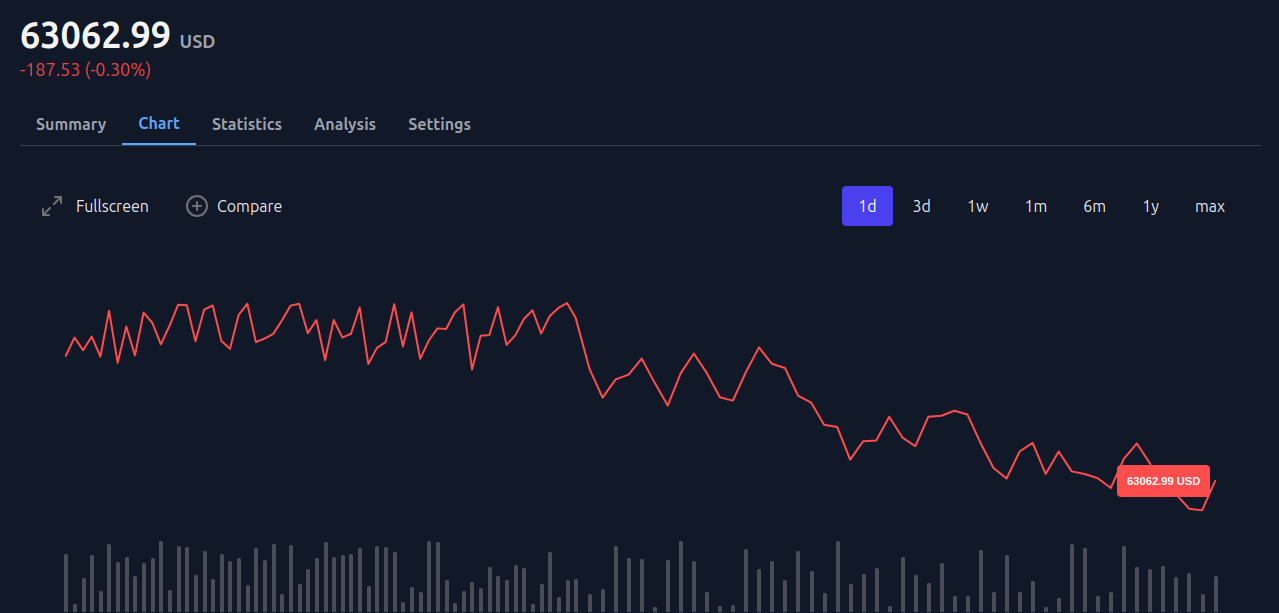 63062.99 USD
-187.53 (-0.30%)
Summary Chart Statistics Analysis Settings
Fullscreen Compare 1d 3d 1w 1m 6m 1y max
63062.99 USD